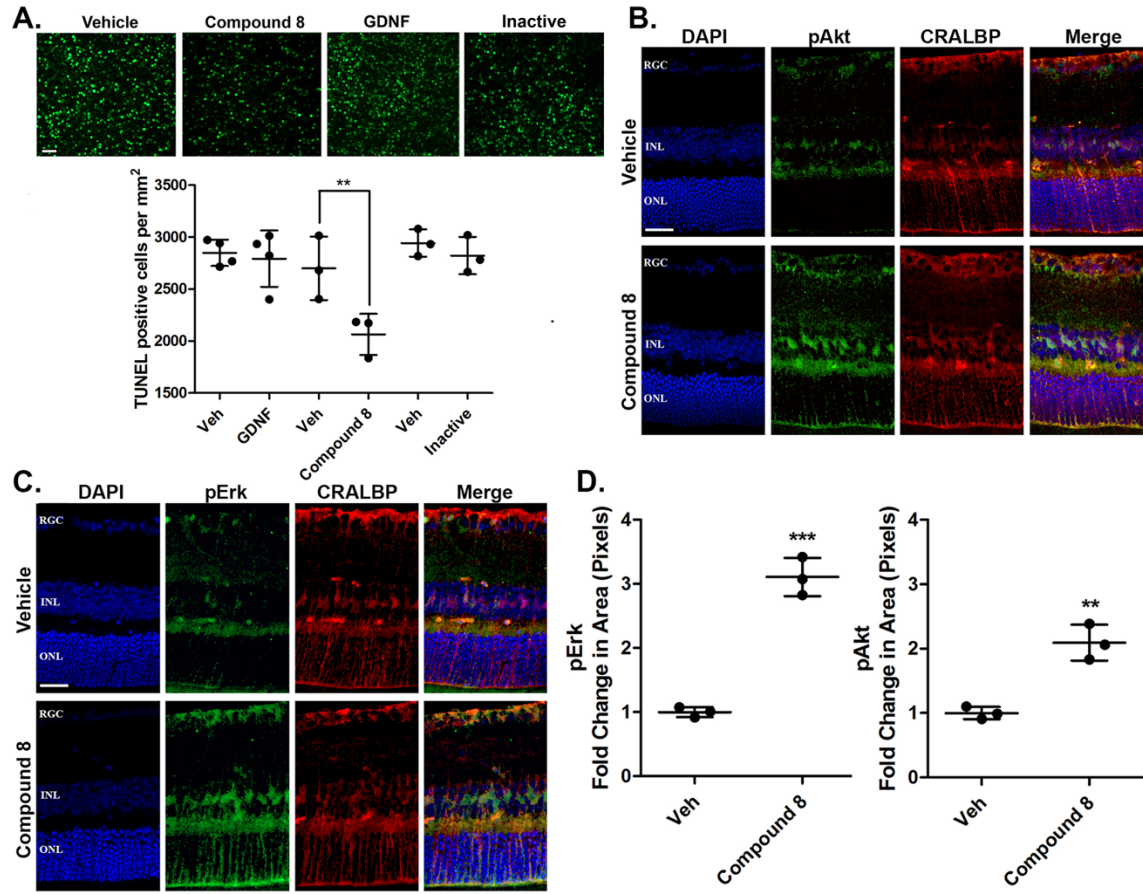 A.
Vehicle Compound 8 GDNF Inactive
TUNEL positive cells per mm²
3500
3000
2500
2000
1500
**
Veh GDNF Veh Compound 8 Veh Inactive
B.
DAPI pAkt CRALBP Merge
Vehicle
RGC
INL
ONL
Compound 8
RGC
INL
ONL
C.
DAPI pErk CRALBP Merge
Vehicle
RGC
INL
ONL
Compound 8
RGC
INL
ONL
D.
pErk
Fold Change in Area (Pixels)
4
3
2
1
0
***
Veh Compound 8
pAkt
Fold Change in Area (Pixels)
4
3
2
1
0
**
Veh Compound 8